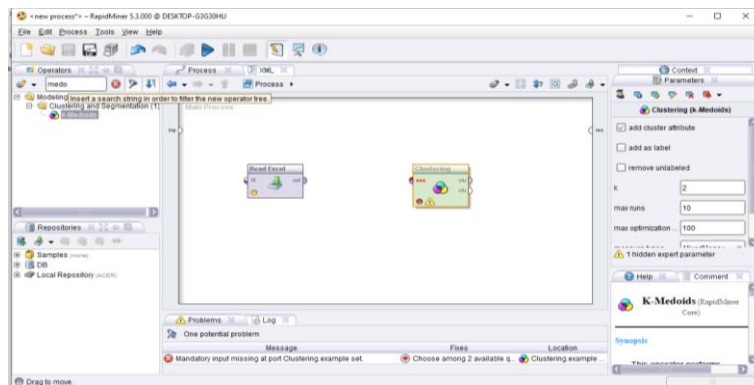 <new process*> – RapidMiner 5.3.000 @ DESKTOP-G3G30HU
File Edit Process Tools View Help
Operators
Process
XML
Context
Parameters
medo
Process
Insert a search string in order to filter the new operator tree.
Modeling
Main Process
Clustering and Segmentation (1)
k-Medoids
Clustering (k-Medoids)
add cluster attribute
add as label
remove unlabeled
k
2
max runs
10
max optimization ...
100
1 hidden expert parameter
Read Excel
Clustering
Repositories
Samples (none)
DB
Local Repository (ACER)
Help
Comment
K-Medoids (RapidMiner Core)
Synopsis
This operator performs
Problems
Log
One potential problem
Message
Fixes
Location
Mandatory input missing at port Clustering.example set.
Choose among 2 available q..
Clustering.example ...
Drag to move.